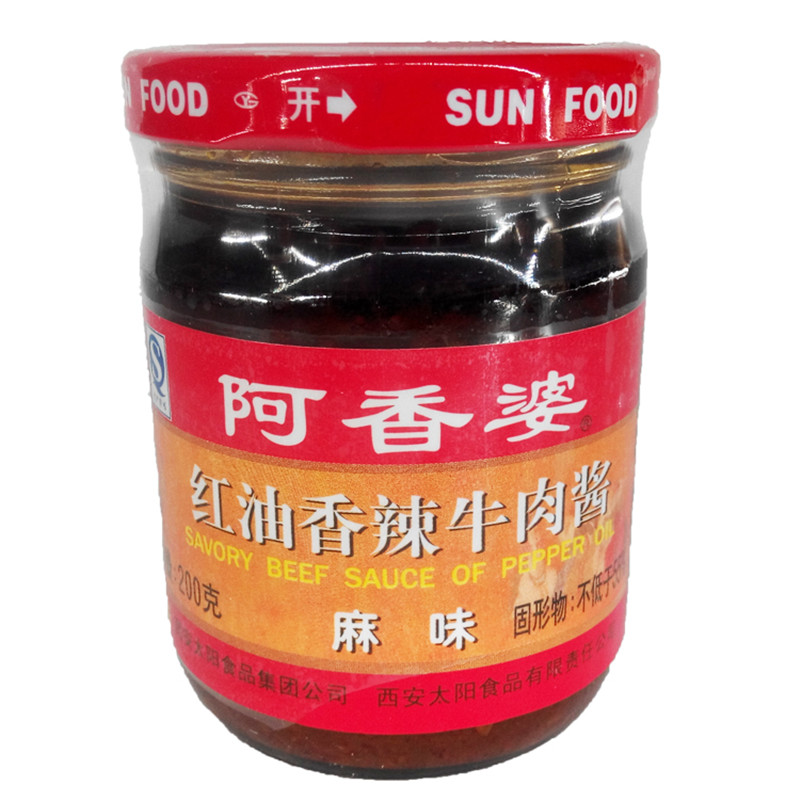 FOOD 开 SUN FOOD
阿香婆
红油香辣牛肉酱
SAVORY BEEF SAUCE OF PEPPER OIL
:200克
固形物:不低于
麻味
太阳食品集团公司 西安太阳食品有限责任公